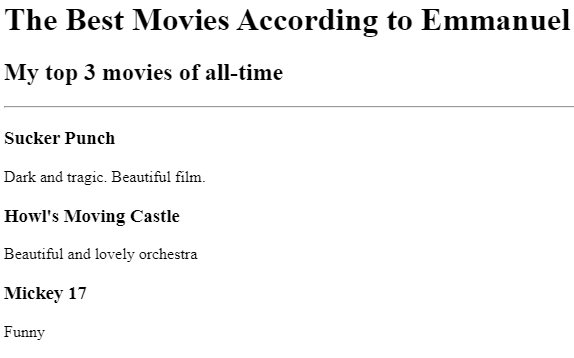 The Best Movies According to Emmanuel
My top 3 movies of all-time
Sucker Punch
Dark and tragic. Beautiful film.
Howl's Moving Castle
Beautiful and lovely orchestra
Mickey 17
Funny